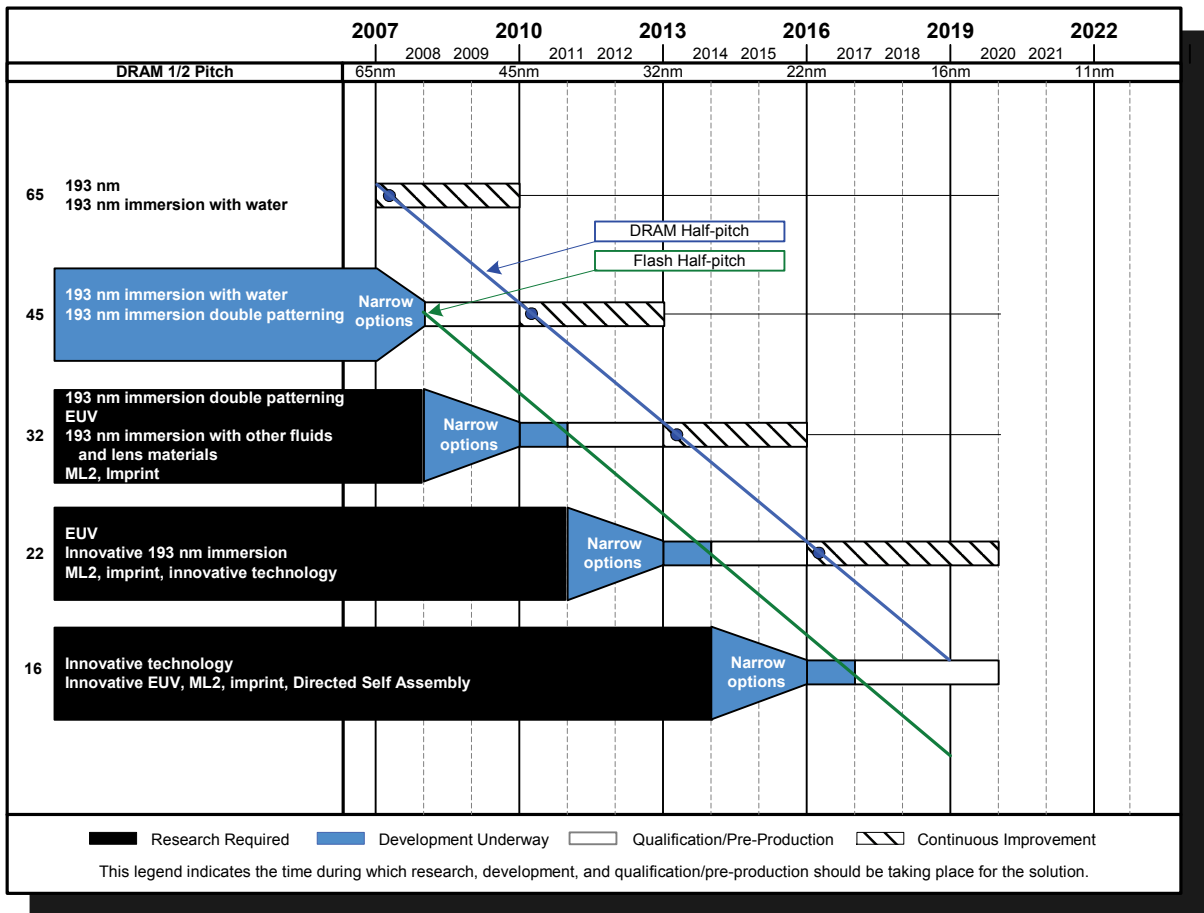 2007 2010 2013 2016 2019 2022
2008 2009 2011 2012 2014 2015 2017 2018 2020 2021
DRAM 1/2 Pitch 65nm 45nm 32nm 22nm 16nm 11nm
65
193 nm
193 nm immersion with water
DRAM Half-pitch
Flash Half-pitch
45
193 nm immersion with water
193 nm immersion double patterning
Narrow
options
32
193 nm immersion double patterning
EUV
193 nm immersion with other fluids
and lens materials
ML2, Imprint
Narrow
options
22
EUV
Innovative 193 nm immersion
ML2, imprint, innovative technology
Narrow
options
16
Innovative technology
Innovative EUV, ML2, imprint, Directed Self Assembly
Narrow
options
Research Required Development Underway Qualification/Pre-Production Continuous Improvement
This legend indicates the time during which research, development, and qualification/pre-production should be taking place for the solution.